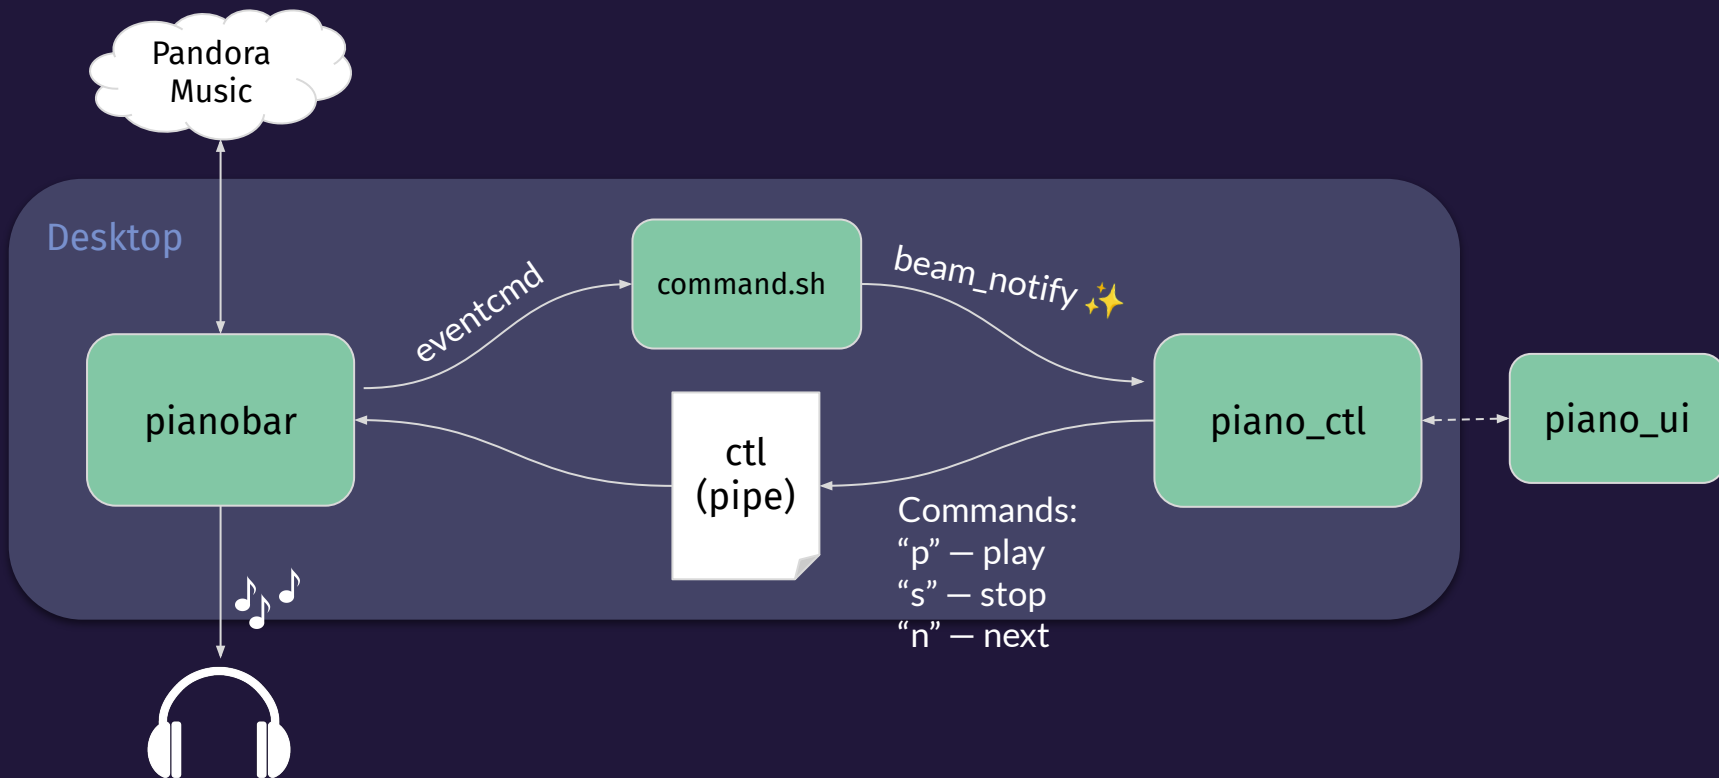 Pandora
Music
Desktop
eventcmd
command.sh
beam_notify ✨
pianobar
ctl
(pipe)
piano_ctl
piano_ui
Commands:
“p” — play
“s” — stop
“n” — next